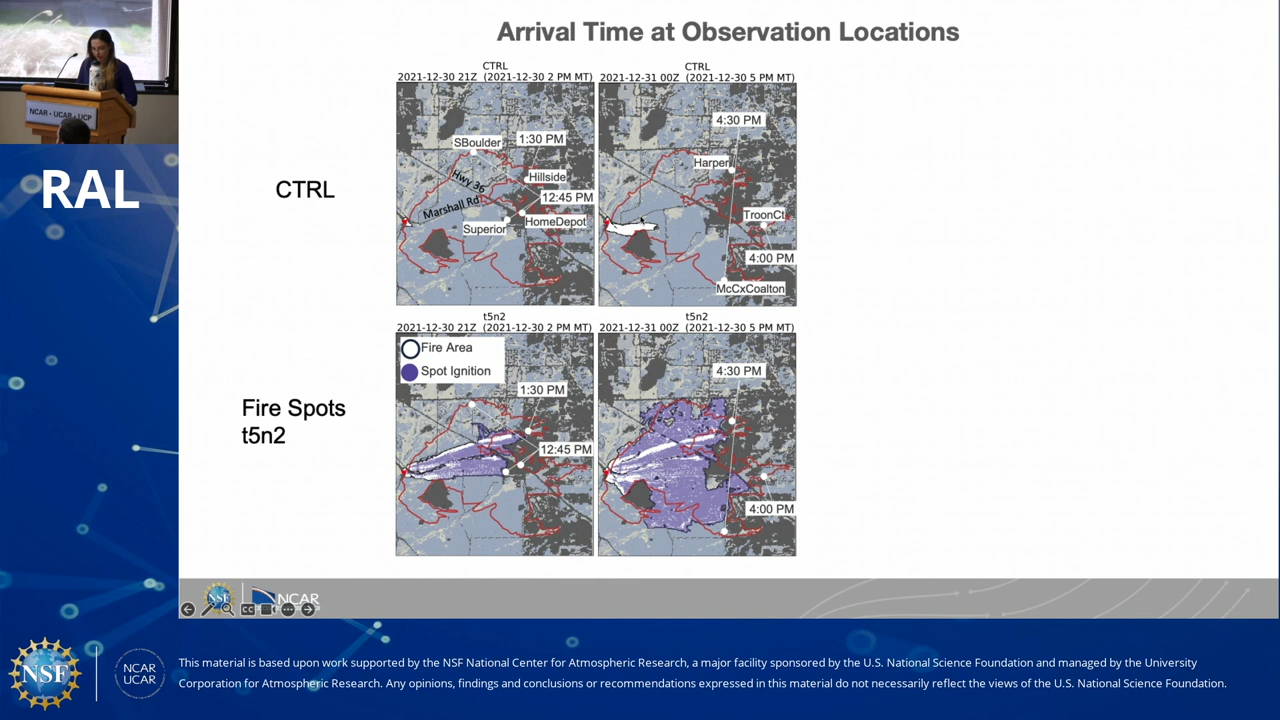 Arrival Time at Observation Locations
NCAR - UCAR - UCP
RAL
CTRL
CTRL
2021-12-30 21Z (2021-12-30 2 PM MT)
CTRL
2021-12-31 00Z (2021-12-30 5 PM MT)
SBoulder
1:30 PM
Hwy 36
Hillside
12:45 PM
Marshall Rd
HomeDepot
Superior
4:30 PM
Harper
TroonCt
4:00 PM
McCxCoalton
Fire Spots
t5n2
t5n2
2021-12-30 21Z (2021-12-30 2 PM MT)
t5n2
2021-12-31 00Z (2021-12-30 5 PM MT)
Fire Area
Spot Ignition
1:30 PM
12:45 PM
4:30 PM
4:00 PM
NSF
NCAR
CC
NSF
NCAR
UCAR
This material is based upon work supported by the NSF National Center for Atmospheric Research, a major facility sponsored by the U.S. National Science Foundation and managed by the University
Corporation for Atmospheric Research. Any opinions, findings and conclusions or recommendations expressed in this material do not necessarily reflect the views of the U.S. National Science Foundation.